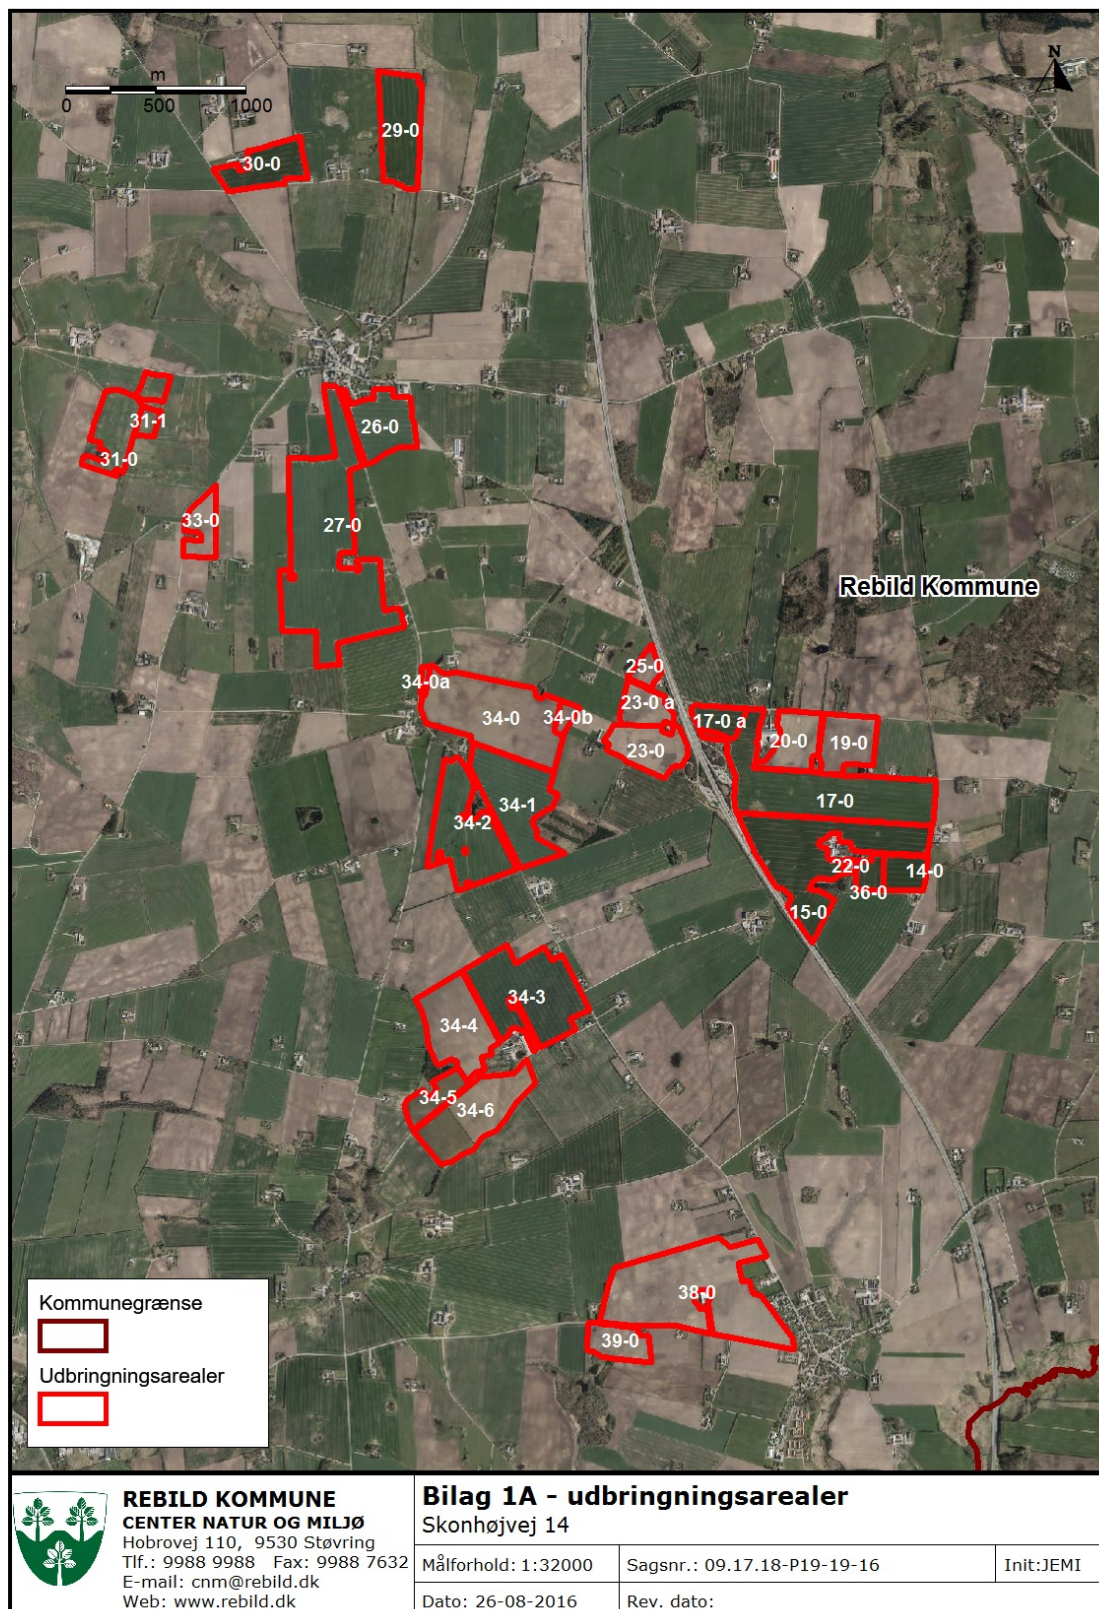 N
m
0 500 1000
29-0
30-0
31-1
31-0
26-0
33-0
27-0
Rebild Kommune
25-0
34-0a
23-0 a
34-0
34-0b
17-0 a
20-0
19-0
23-0
17-0
34-1
34-2
22-0
14-0
36-0
15-0
34-3
34-4
34-5
34-6
38-0
39-0
Kommunegrænse
Udbringningsarealer
REBILD KOMMUNE
CENTER NATUR OG MILJØ
Hobrovej 110, 9530 Støvring
Tlf.: 9988 9988 Fax: 9988 7632
E-mail: cnm@rebild.dk
Web: www.rebild.dk
Bilag 1A - udbringningsarealer
Skonhøjvej 14
Målforhold: 1:32000 Sagsnr.: 09.17.18-P19-19-16 Init:JEMI
Dato: 26-08-2016 Rev. dato: